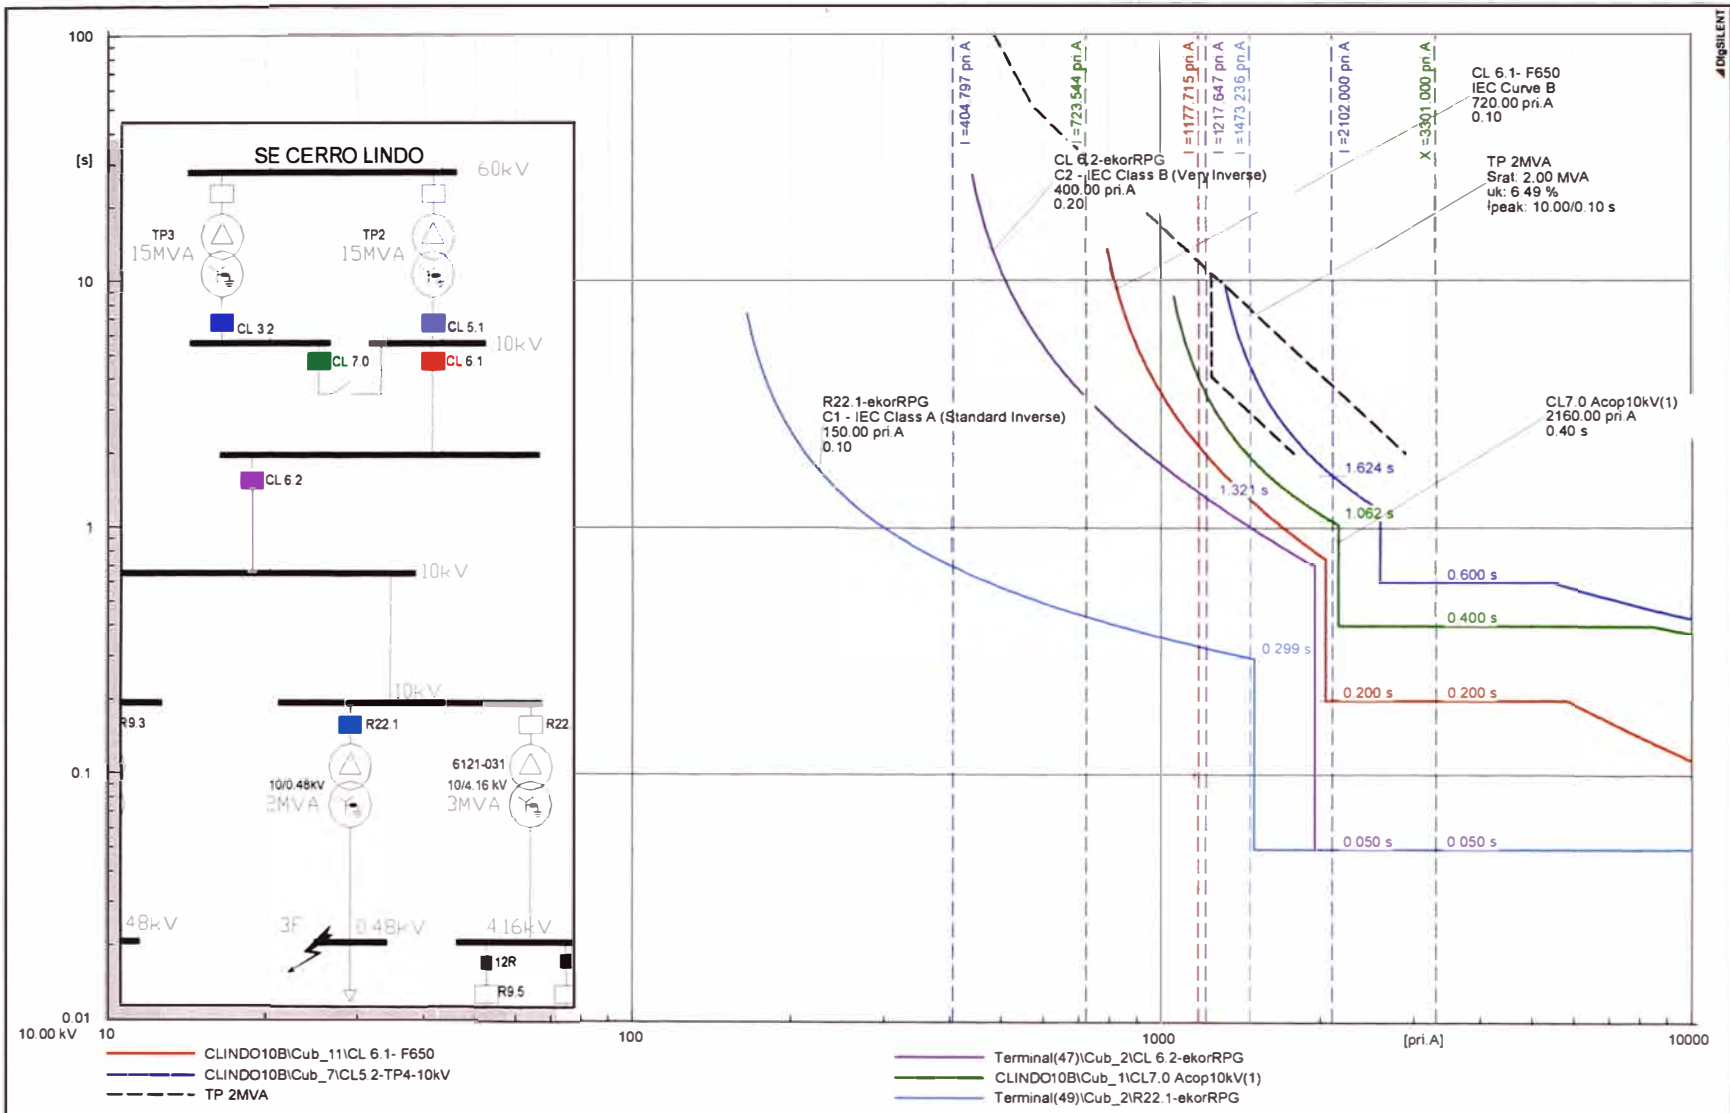 DIgSILENT
100
[s]
10
1
0.1
0.01
10.00 kV
10
100
1000
[pri.A]
10000
SE CERRO LINDO
60kV
TP3
15MVA
TP2
15MVA
CL 3.2
CL 5.1
10kV
CL 7.0
CL 6.1
CL 6.2
10kV
10kV
R9.3
R22.1
R22
6121-031
10/0.48kV
10/4.16 kV
2MVA
3MVA
48kV
3F
0.48kV
4.16kV
12R
R9.5
I =404.797 pri.A
I =723.544 pri.A
I =1177.715 pri.A
I =1217.647 pri.A
I =1473.236 pri.A
I =2102.000 pri.A
X =3301.000 pri.A
CL 6.1- F650
IEC Curve B
720.00 pri.A
0.10
CL 6.2-ekorRPG
C2 - IEC Class B (Very Inverse)
400.00 pri.A
0.20
TP 2MVA
Srat: 2.00 MVA
uk: 6.49 %
Ipeak: 10.00/0.10 s
R22.1-ekorRPG
C1 - IEC Class A (Standard Inverse)
150.00 pri.A
0.10
CL7.0 Acop10kV(1)
2160.00 pri.A
0.40 s
1.624 s
1.321 s
1.062 s
0.600 s
0.400 s
0.299 s
0.200 s
0.200 s
0.050 s
0.050 s
CLINDO10B\Cub_11\CL 6.1- F650
CLINDO10B\Cub_7\CL5.2-TP4-10kV
TP 2MVA
Terminal(47)\Cub_2\CL 6.2-ekorRPG
CLINDO10B\Cub_1\CL7.0 Acop10kV(1)
Terminal(49)\Cub_2\R22.1-ekorRPG